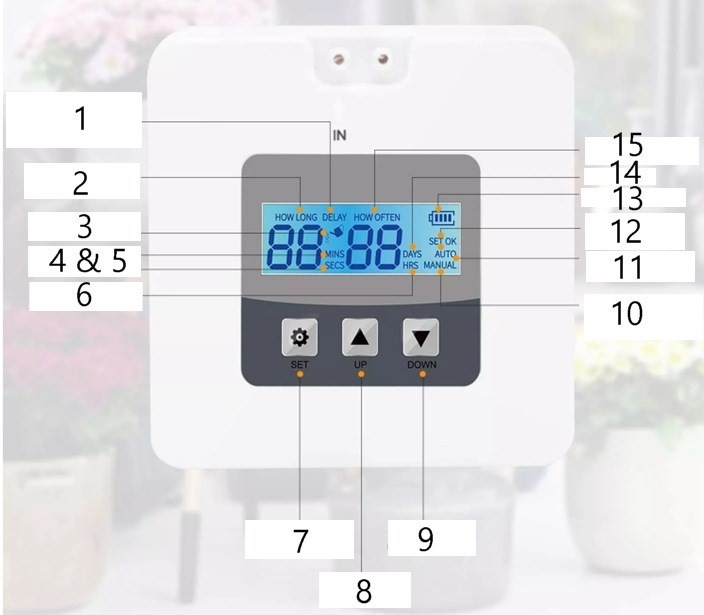 IN
1
2
3
4 & 5
6
15
14
13
12
11
10
HOW LONG DELAY HOW OFTEN
88 88
SET OK
MINS DAYS AUTO
SECS HRS MANUAL
SET UP DOWN
7
8
9